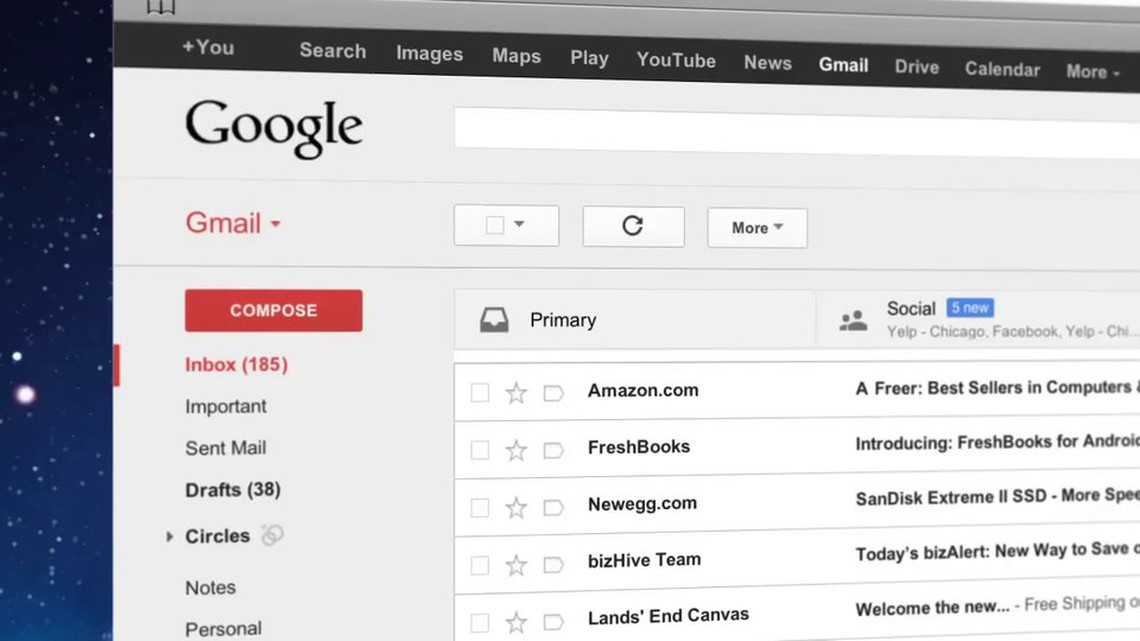 +You Search Images Maps Play YouTube News Gmail Drive Calendar More
Google
Gmail
More
COMPOSE
Primary
Social 5 new
Yelp - Chicago, Facebook, Yelp - Chi...
Inbox (185)
Important
Sent Mail
Drafts (38)
Circles
Notes
Personal
Amazon.com A Freer: Best Sellers in Computers &
FreshBooks Introducing: FreshBooks for Android
Newegg.com SanDisk Extreme II SSD - More Spee
bizHive Team Today's bizAlert: New Way to Save o
Lands' End Canvas Welcome the new... - Free Shipping o